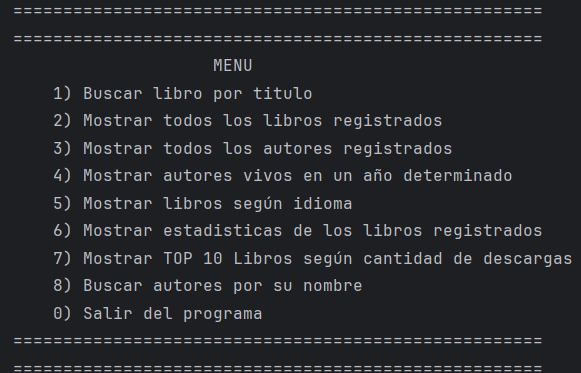 =====================================================
=====================================================
MENU
1) Buscar libro por titulo
2) Mostrar todos los libros registrados
3) Mostrar todos los autores registrados
4) Mostrar autores vivos en un año determinado
5) Mostrar libros según idioma
6) Mostrar estadisticas de los libros registrados
7) Mostrar TOP 10 Libros según cantidad de descargas
8) Buscar autores por su nombre
0) Salir del programa
=====================================================
=====================================================